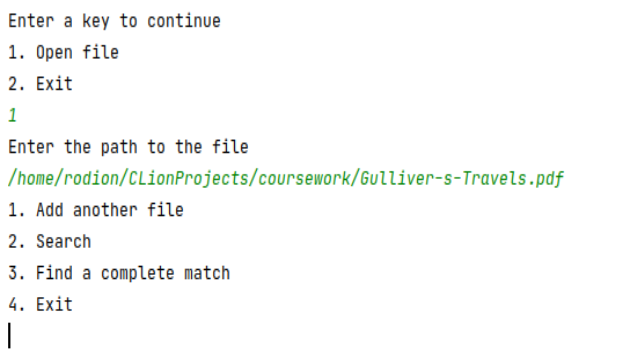 Enter a key to continue
1. Open file
2. Exit
1
Enter the path to the file
/home/rodion/CLionProjects/coursework/Gulliver-s-Travels.pdf
1. Add another file
2. Search
3. Find a complete match
4. Exit